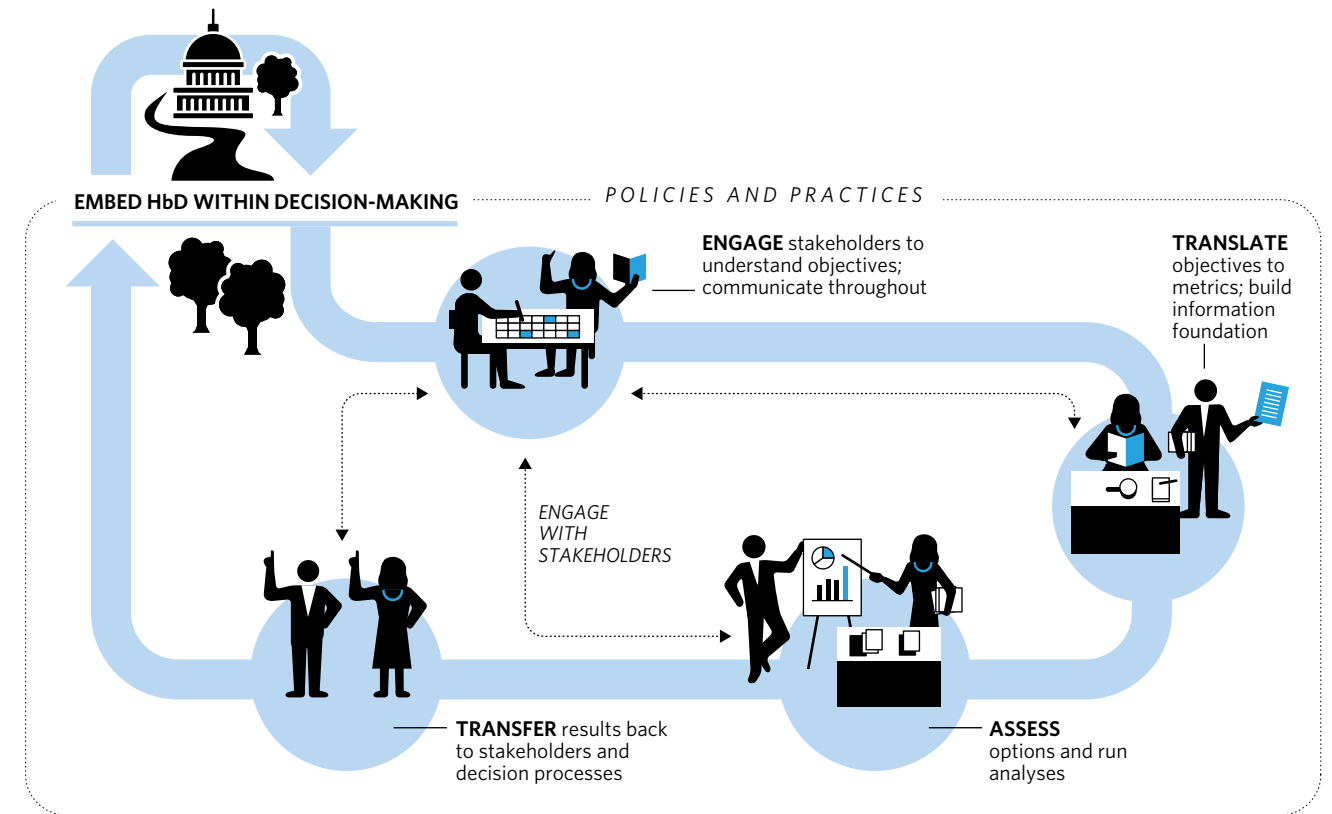 EMBED HbD WITHIN DECISION-MAKING
POLICIES AND PRACTICES
ENGAGE stakeholders to
understand objectives;
communicate throughout
TRANSLATE
objectives to
metrics; build
information
foundation
ENGAGE
WITH
STAKEHOLDERS
TRANSFER results back
to stakeholders and
decision processes
ASSESS
options and run
analyses